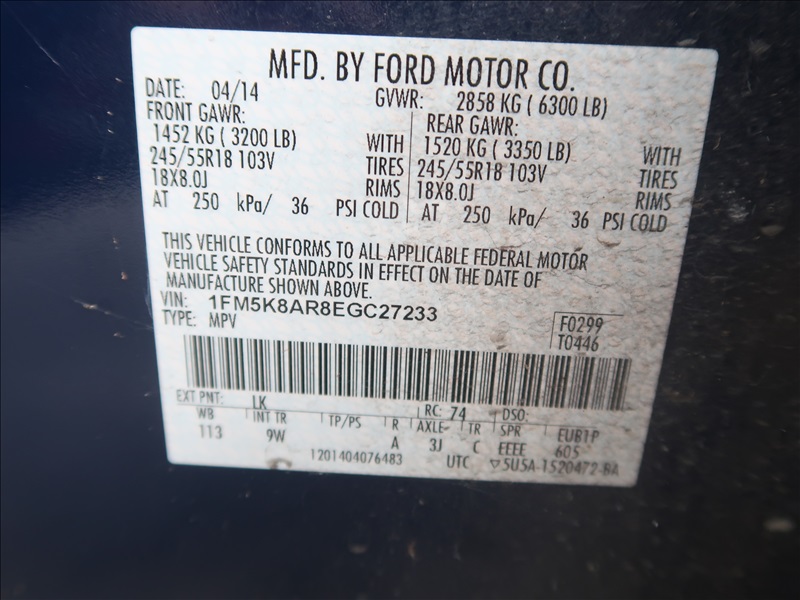 MFD. BY FORD MOTOR CO.
DATE: 04/14 GVWR: 2858 KG ( 6300 LB)
FRONT GAWR: REAR GAWR:
1452 KG ( 3200 LB) WITH 1520 KG ( 3350 LB) WITH
245/55R18 103V TIRES 245/55R18 103V TIRES
18X8.0J RIMS 18X8.0J RIMS
AT 250 kPa/ 36 PSI COLD AT 250 kPa/ 36 PSI COLD
THIS VEHICLE CONFORMS TO ALL APPLICABLE FEDERAL MOTOR
VEHICLE SAFETY STANDARDS IN EFFECT ON THE DATE OF
MANUFACTURE SHOWN ABOVE.
VIN: 1FM5K8AR8EGC27233
TYPE: MPV
F0299
T0446
EXT PNT: LK RC: 74 DSO:
WB INT TR TP/PS R AXLE TR SPR EUB1P
113 9W A 3J C EEEE 605
1201404076483 UTC ▽5U5A-1520472-BA